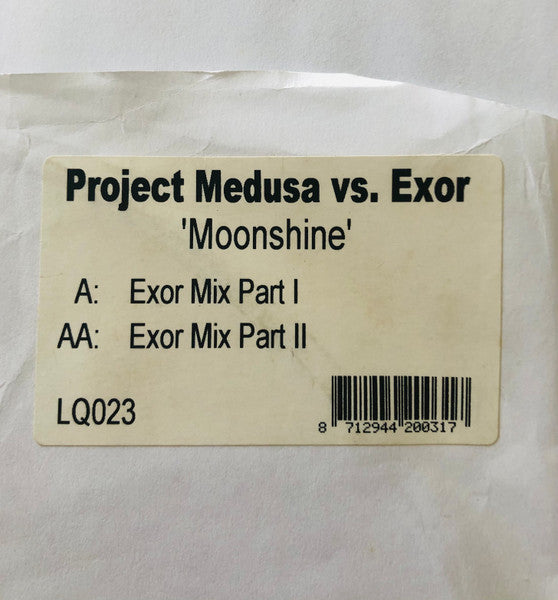 Project Medusa vs. Exor
'Moonshine'
A: Exor Mix Part I
AA: Exor Mix Part II
LQ023
8 712944 200317